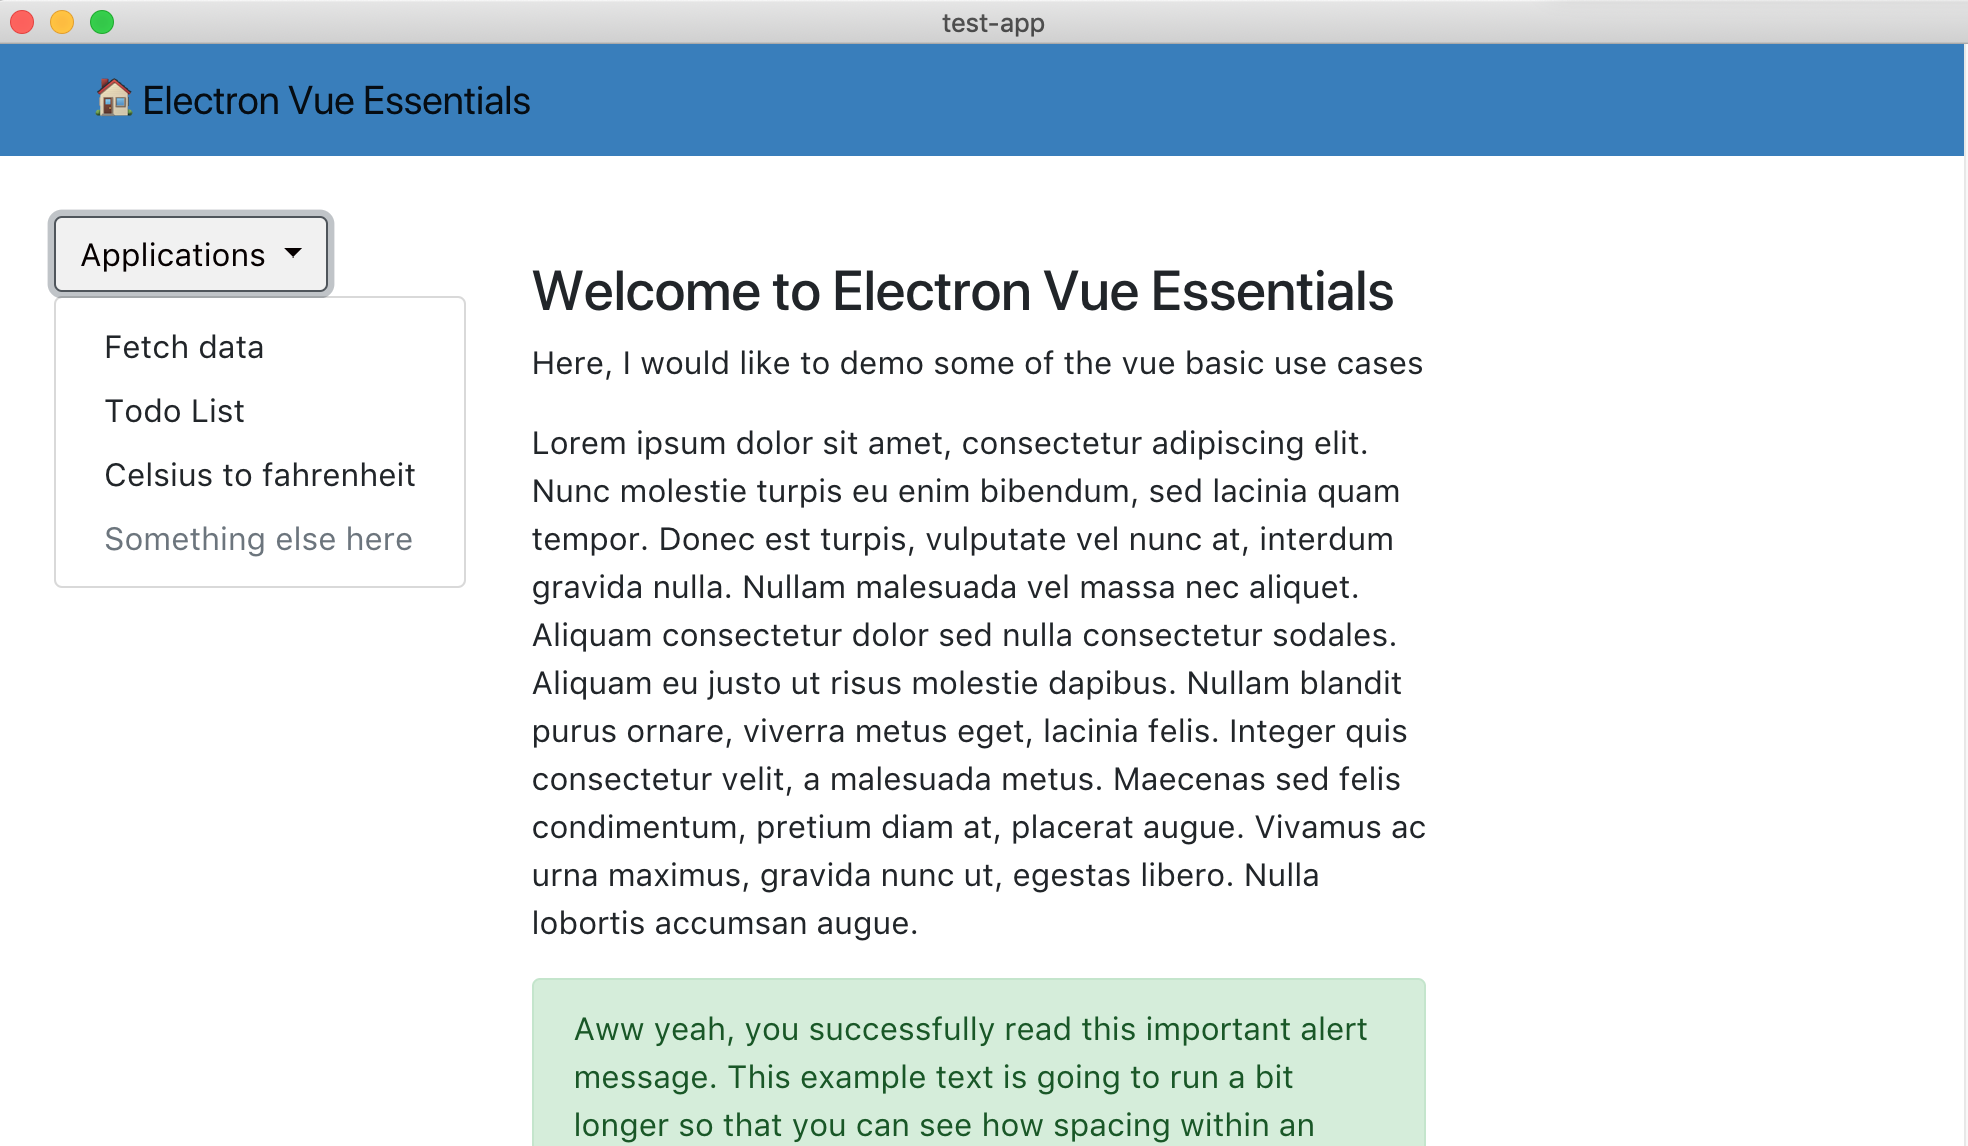 test-app
Electron Vue Essentials
Applications
Fetch data
Todo List
Celsius to fahrenheit
Something else here
Welcome to Electron Vue Essentials
Here, I would like to demo some of the vue basic use cases
Lorem ipsum dolor sit amet, consectetur adipiscing elit.
Nunc molestie turpis eu enim bibendum, sed lacinia quam
tempor. Donec est turpis, vulputate vel nunc at, interdum
gravida nulla. Nullam malesuada vel massa nec aliquet.
Aliquam consectetur dolor sed nulla consectetur sodales.
Aliquam eu justo ut risus molestie dapibus. Nullam blandit
purus ornare, viverra metus eget, lacinia felis. Integer quis
consectetur velit, a malesuada metus. Maecenas sed felis
condimentum, pretium diam at, placerat augue. Vivamus ac
urna maximus, gravida nunc ut, egestas libero. Nulla
lobortis accumsan augue.
Aww yeah, you successfully read this important alert
message. This example text is going to run a bit
longer so that you can see how spacing within an